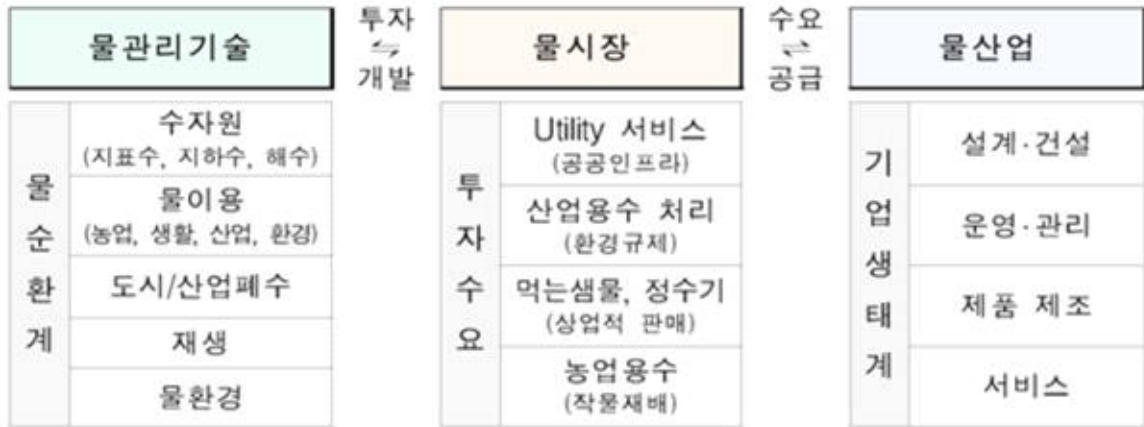 물관리기술
투자
⇋
개발
물시장
수요
⇌
공급
물산업
물순환계
수자원
(지표수, 지하수, 해수)
물이용
(농업, 생활, 산업, 환경)
도시/산업폐수
재생
물환경
투자수요
Utility 서비스
(공공인프라)
산업용수 처리
(환경규제)
먹는샘물, 정수기
(상업적 판매)
농업용수
(작물재배)
기업생태계
설계·건설
운영·관리
제품 제조
서비스